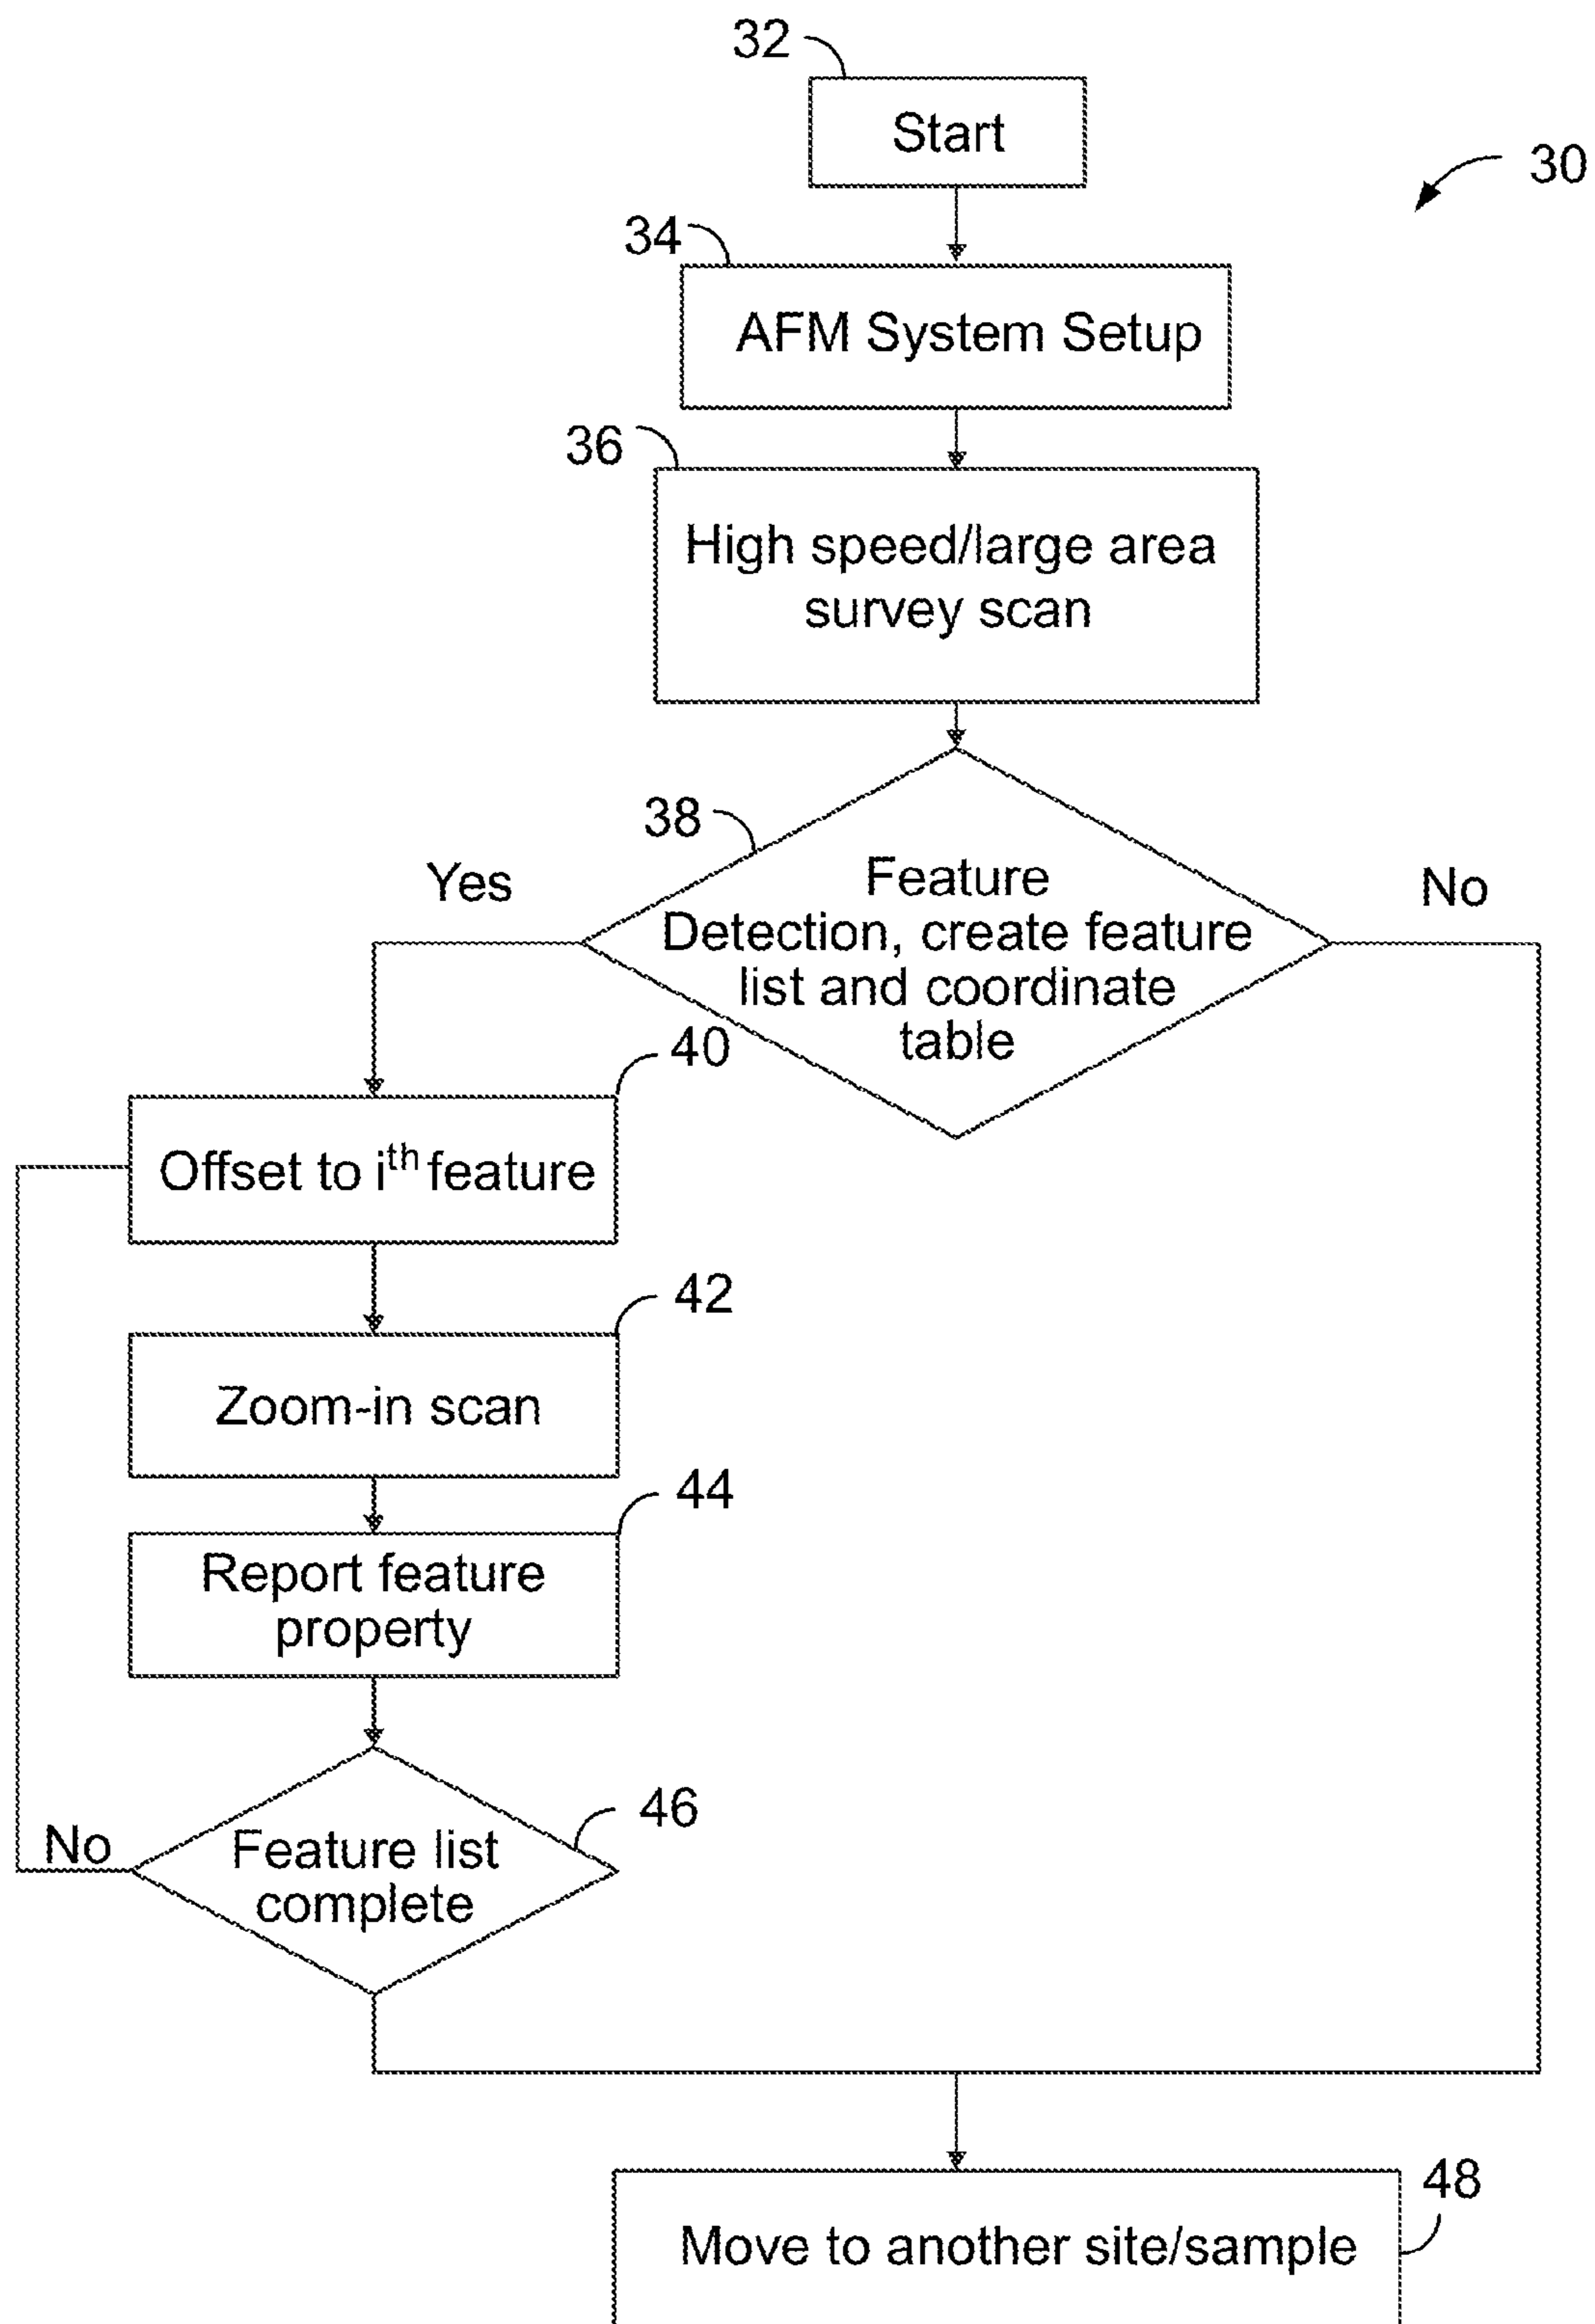 32
Start
30
34
AFM System Setup
36
High speed/large area
survey scan
38
Yes
No
Feature
Detection, create feature
list and coordinate
table
40
Offset to ith feature
42
Zoom-in scan
44
Report feature
property
46
No
Feature list
complete
48
Move to another site/sample